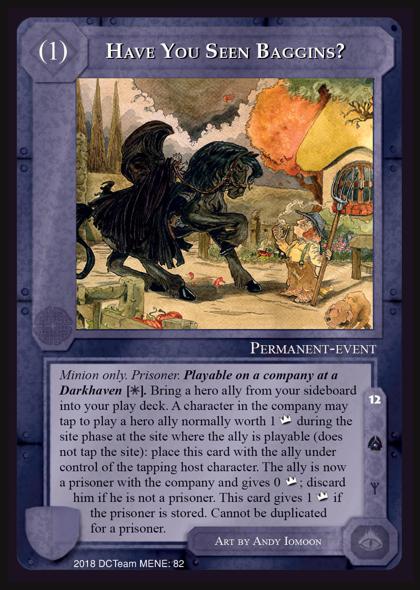 (1)
Have You Seen Baggins?
Permanent-event
Minion only. Prisoner. Playable on a company at a
Darkhaven [☀]. Bring a hero ally from your sideboard
into your play deck. A character in the company may
tap to play a hero ally normally worth 1 during the
site phase at the site where the ally is playable (does
not tap the site): place this card with the ally under
control of the tapping host character. The ally is now
a prisoner with the company and gives 0 ; discard
him if he is not a prisoner. This card gives 1 if
the prisoner is stored. Cannot be duplicated
for a prisoner.
12
Art by Andy Iomoon
2018 DCTeam MENE: 82